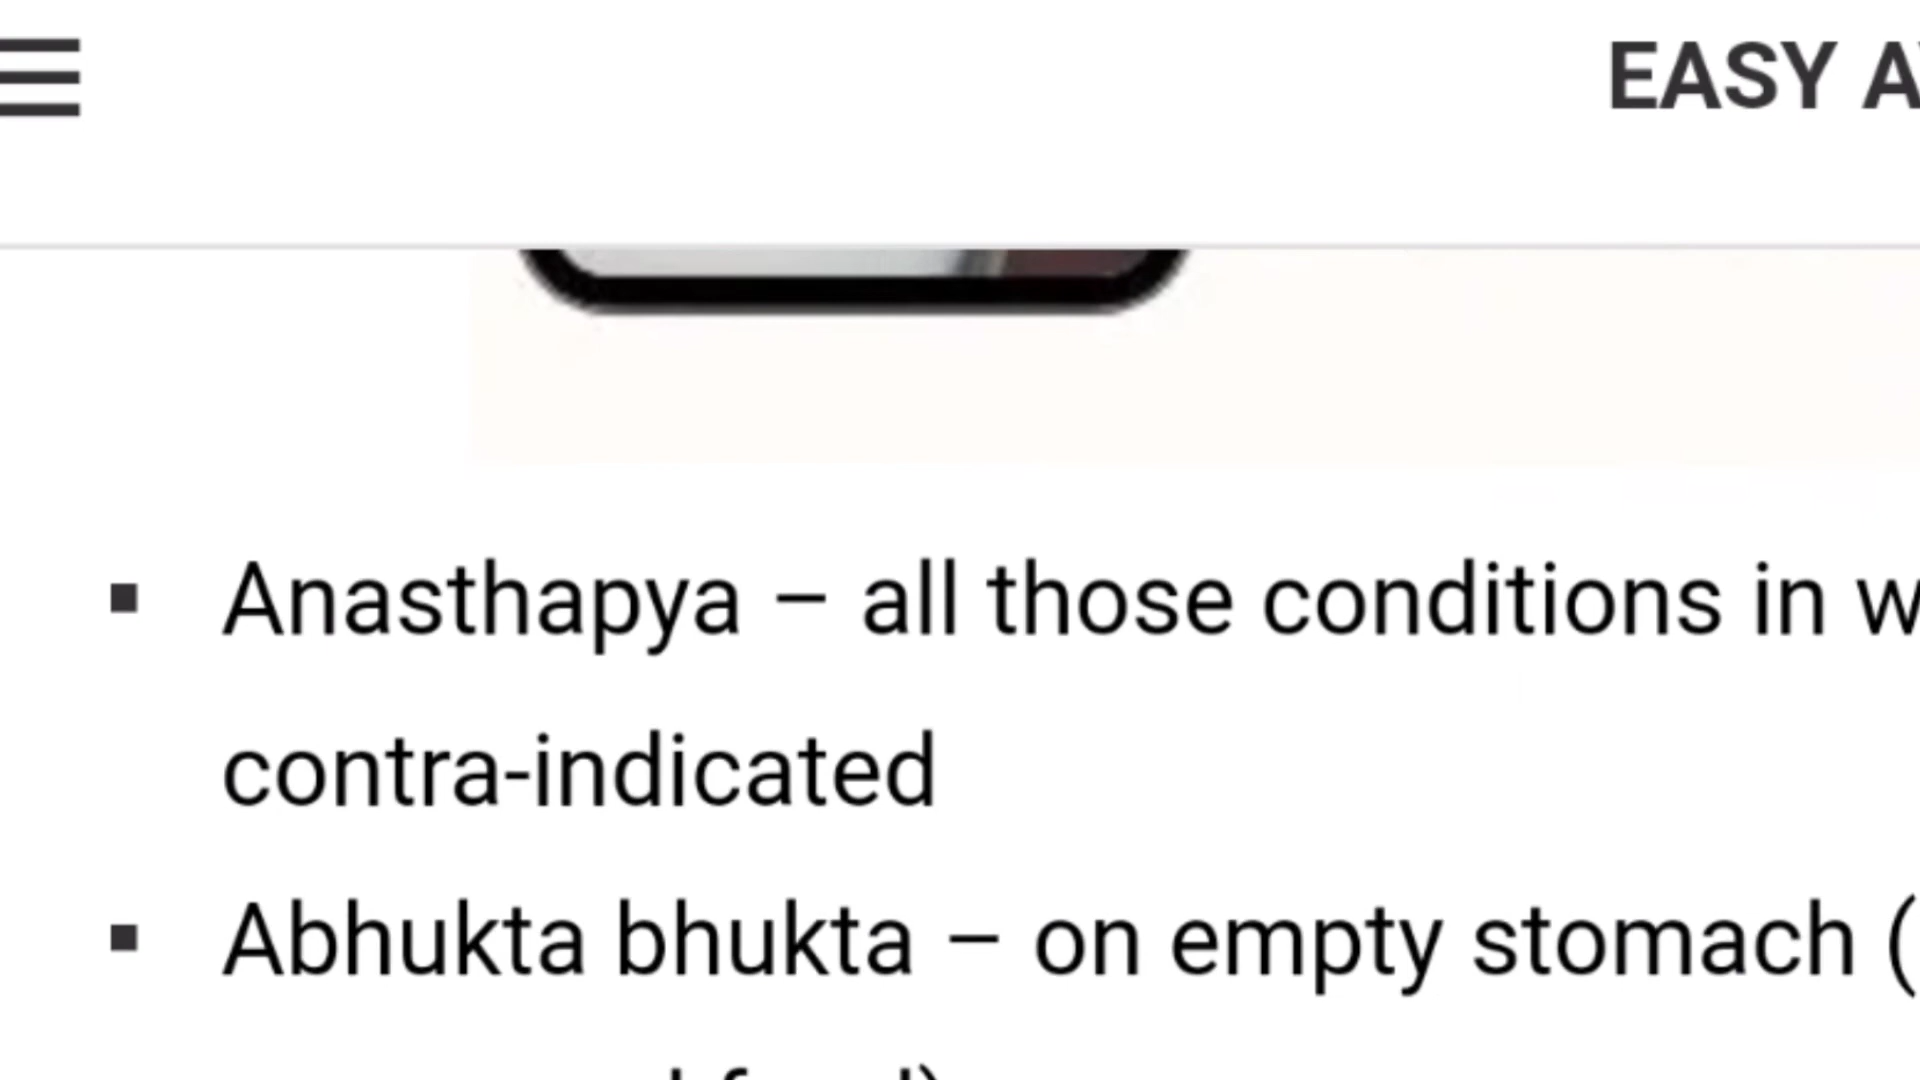 EASY
Anasthapya – all those conditions in
contra-indicated
Abhukta bhukta – on empty stomach (